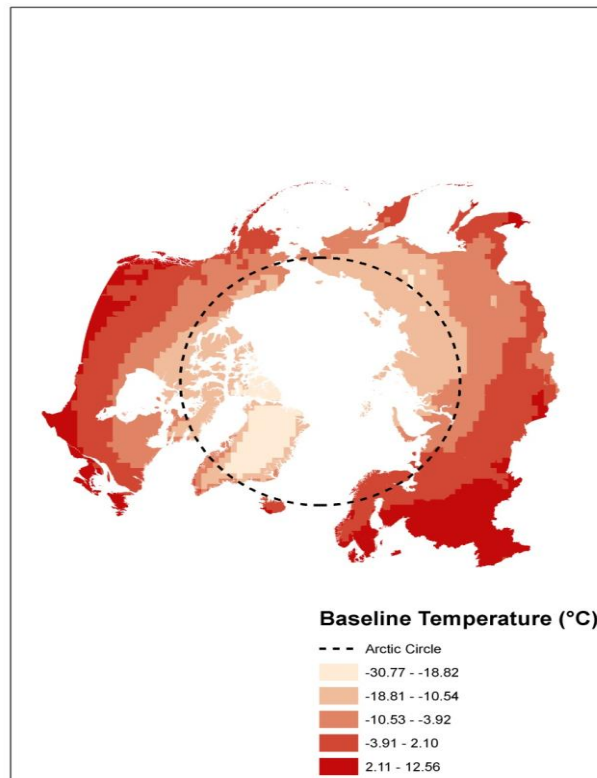 Baseline Temperature (°C)
Arctic Circle
-30.77 - -18.82
-18.81 - -10.54
-10.53 - -3.92
-3.91 - 2.10
2.11 - 12.56